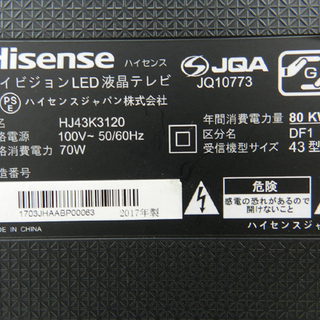 Hisense ハイセンス
JQA
JQ10773
G
イビジョンLED液晶テレビ
PS
E
ハイセンスジャパン株式会社
名 HJ43K3120
格電源 100V~ 50/60Hz
格消費電力 70W
造番号
年間消費電力量 80 KW
区分名 DF1
受信機型サイズ 43 型
1703JHAABP00063
2017年製
MADE IN CHINA
危険
感電の恐れがあるので
開けないこと
ハイセンスジャ